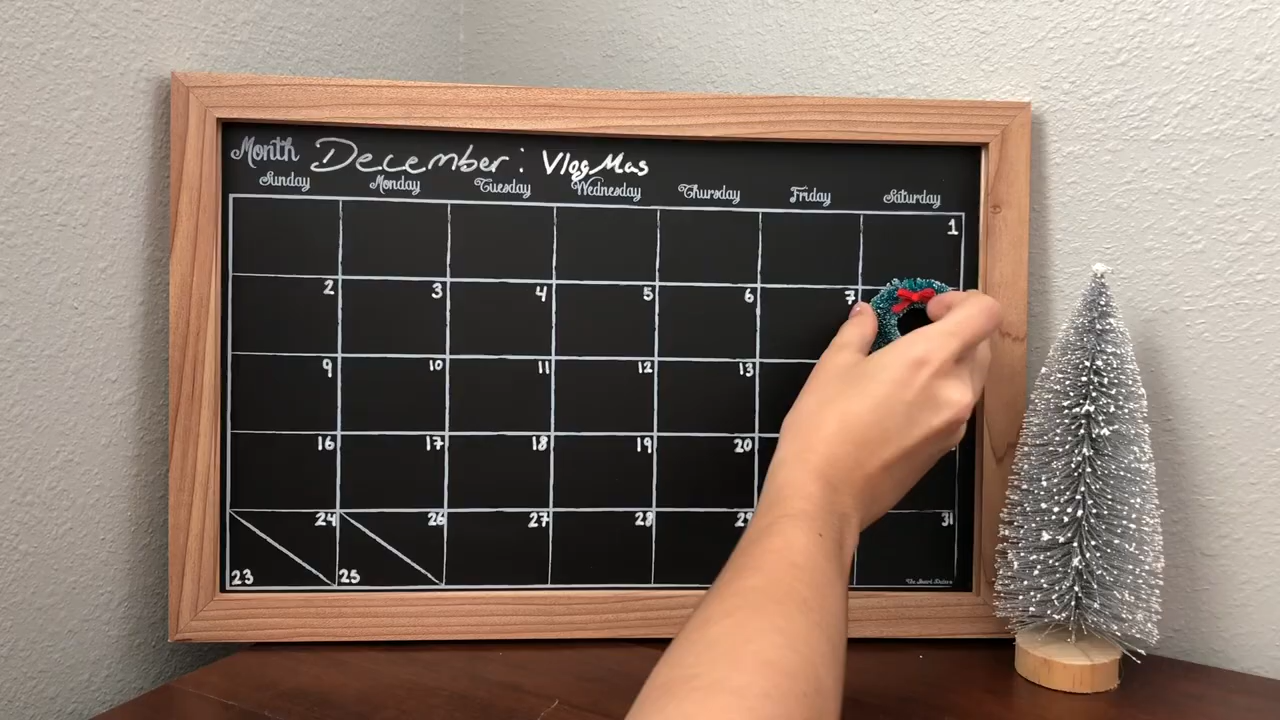 Month December: VlogMas
Sunday Monday Tuesday Wednesday Thursday Friday Saturday
1
2 3 4 5 6 7
9 10 11 12 13
16 17 18 19 20
24 26 27 28 29 31
23 25